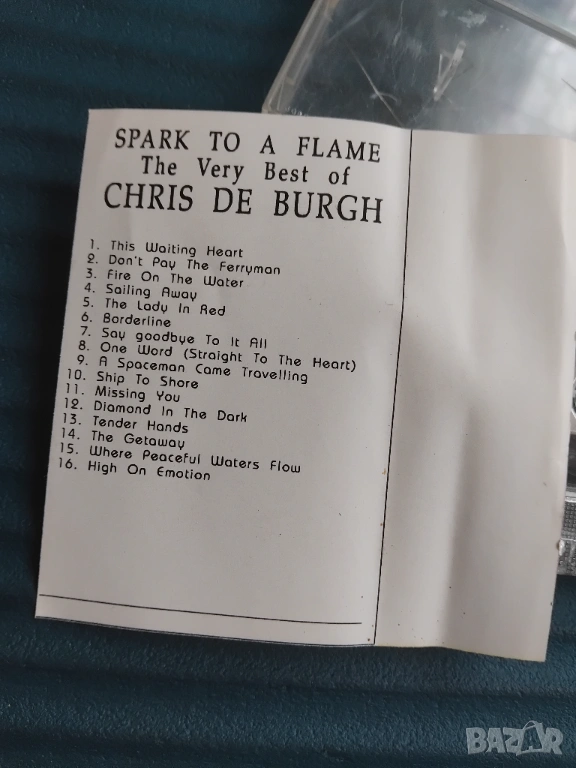 SPARK TO A FLAME
The Very Best of
CHRIS DE BURGH
1. This Waiting Heart
2. Don't Pay The Ferryman
3. Fire On The Water
4. Sailing Away
5. The Lady In Red
6. Borderline
7. Say goodbye To It All
8. One Word (Straight To The Heart)
9. A Spaceman Came Travelling
10. Ship To Shore
11. Missing You
12. Diamond In The Dark
13. Tender Hands
14. The Getaway
15. Where Peaceful Waters Flow
16. High On Emotion
BAZAR